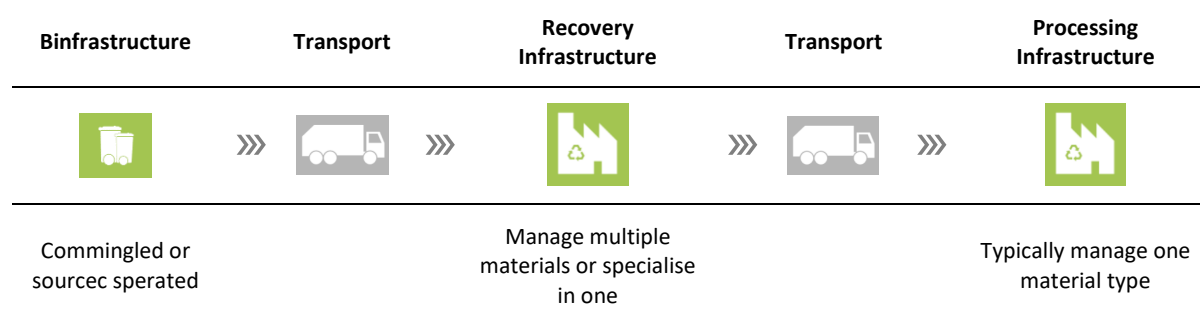 Binfrastructure
Transport
Recovery
Infrastructure
Transport
Processing
Infrastructure
Commingled or
sourcec sperated
Manage multiple
materials or specialise
in one
Typically manage one
material type